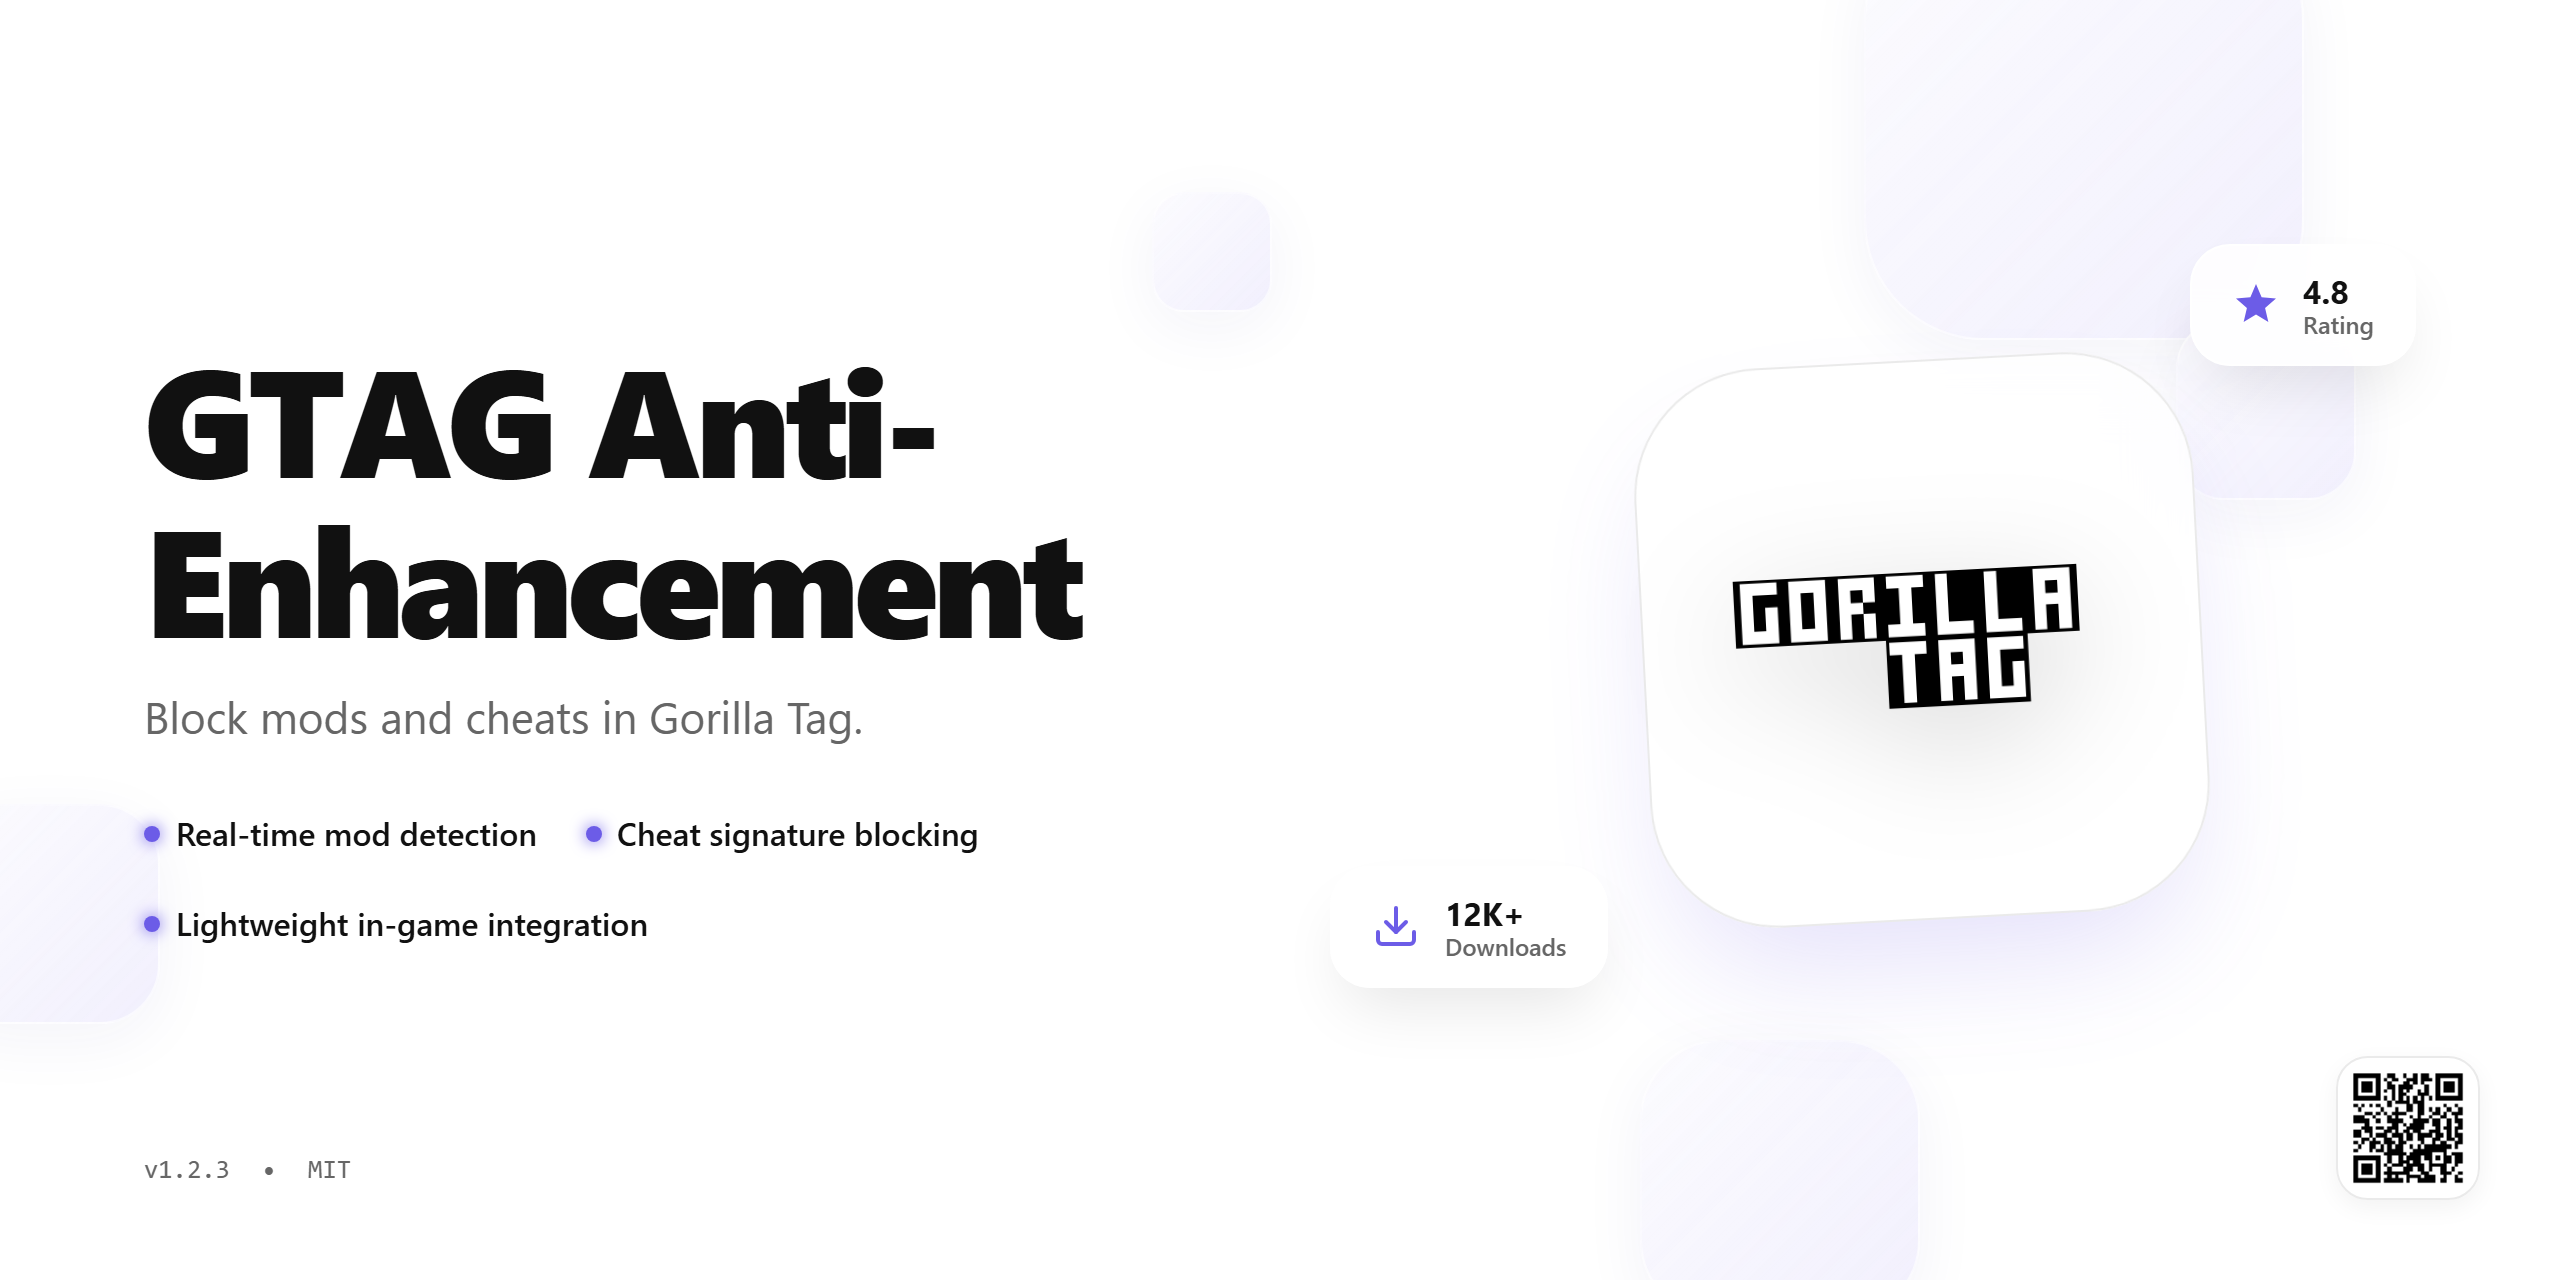 GTAG Anti-
Enhancement
Block mods and cheats in Gorilla Tag.
Real-time mod detection
Cheat signature blocking
Lightweight in-game integration
v1.2.3 • MIT
4.8
Rating
GORILLA
TAG
12K+
Downloads